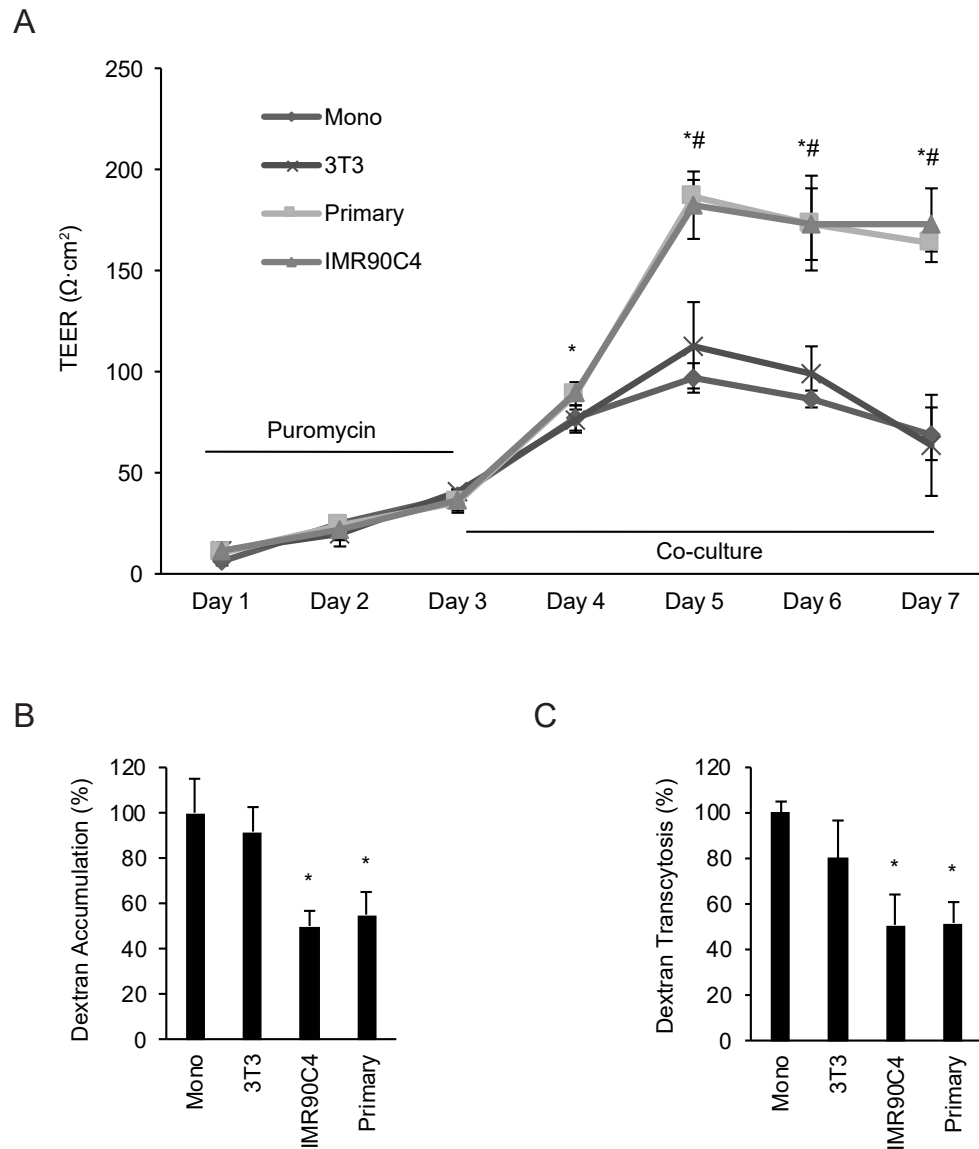 A
250
200
150
100
50
0
TEER (Ω·cm²)
Mono
3T3
Primary
IMR90C4
*#
*#
*#
*
Puromycin
Co-culture
Day 1 Day 2 Day 3 Day 4 Day 5 Day 6 Day 7
B
Dextran Accumulation (%)
120
100
80
60
40
20
0
*
*
Mono
3T3
IMR90C4
Primary
C
Dextran Transcytosis (%)
120
100
80
60
40
20
0
*
*
Mono
3T3
IMR90C4
Primary